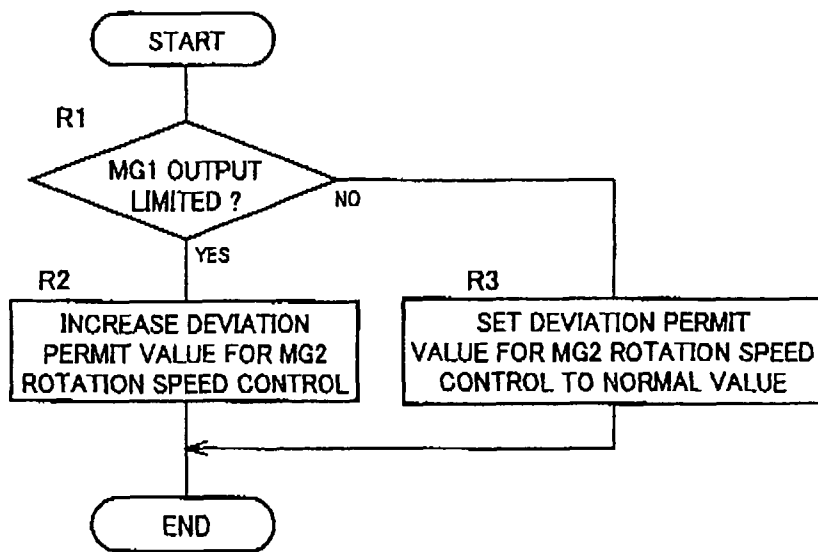 START
R1
MG1 OUTPUT
LIMITED ?
NO
YES
R2
INCREASE DEVIATION
PERMIT VALUE FOR MG2
ROTATION SPEED CONTROL
R3
SET DEVIATION PERMIT
VALUE FOR MG2 ROTATION SPEED
CONTROL TO NORMAL VALUE
END